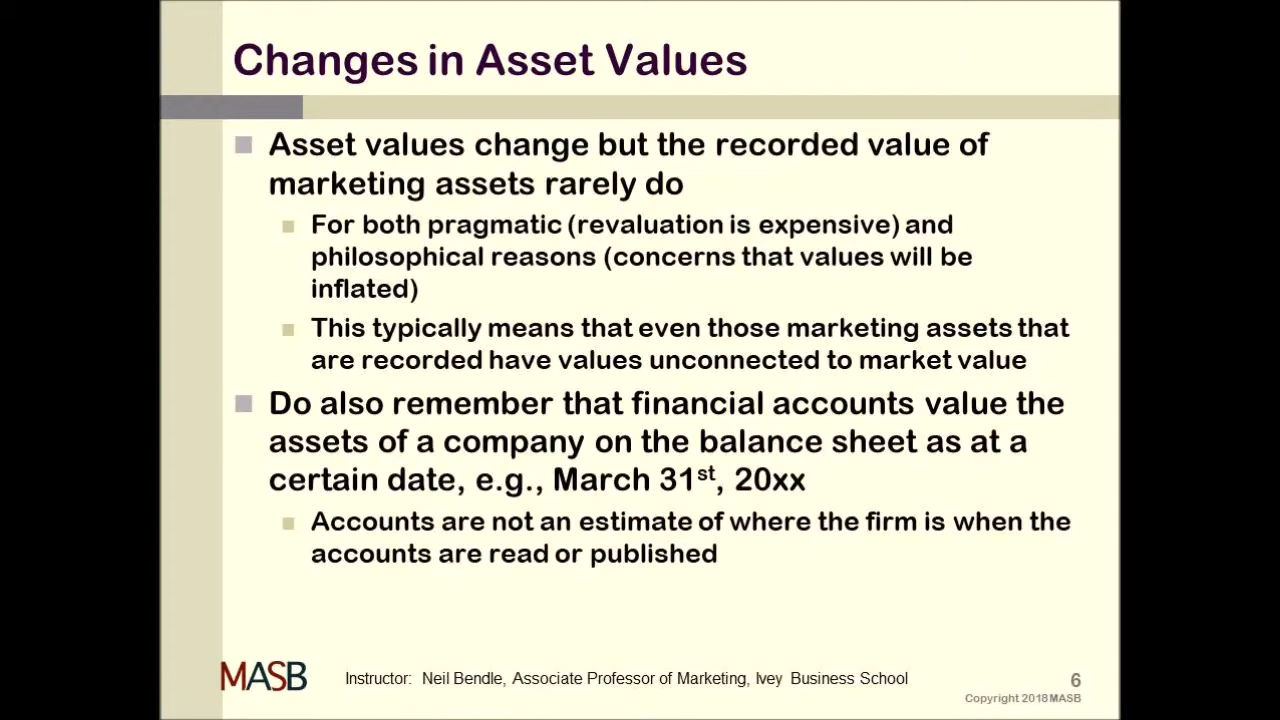 Changes in Asset Values
Asset values change but the recorded value of
marketing assets rarely do
For both pragmatic (revaluation is expensive) and
philosophical reasons (concerns that values will be
inflated)
This typically means that even those marketing assets that
are recorded have values unconnected to market value
Do also remember that financial accounts value the
assets of a company on the balance sheet as at a
certain date, e.g., March 31st, 20xx
Accounts are not an estimate of where the firm is when the
accounts are read or published
MASB
Instructor: Neil Bendle, Associate Professor of Marketing, Ivey Business School
6
Copyright 2018 MASB